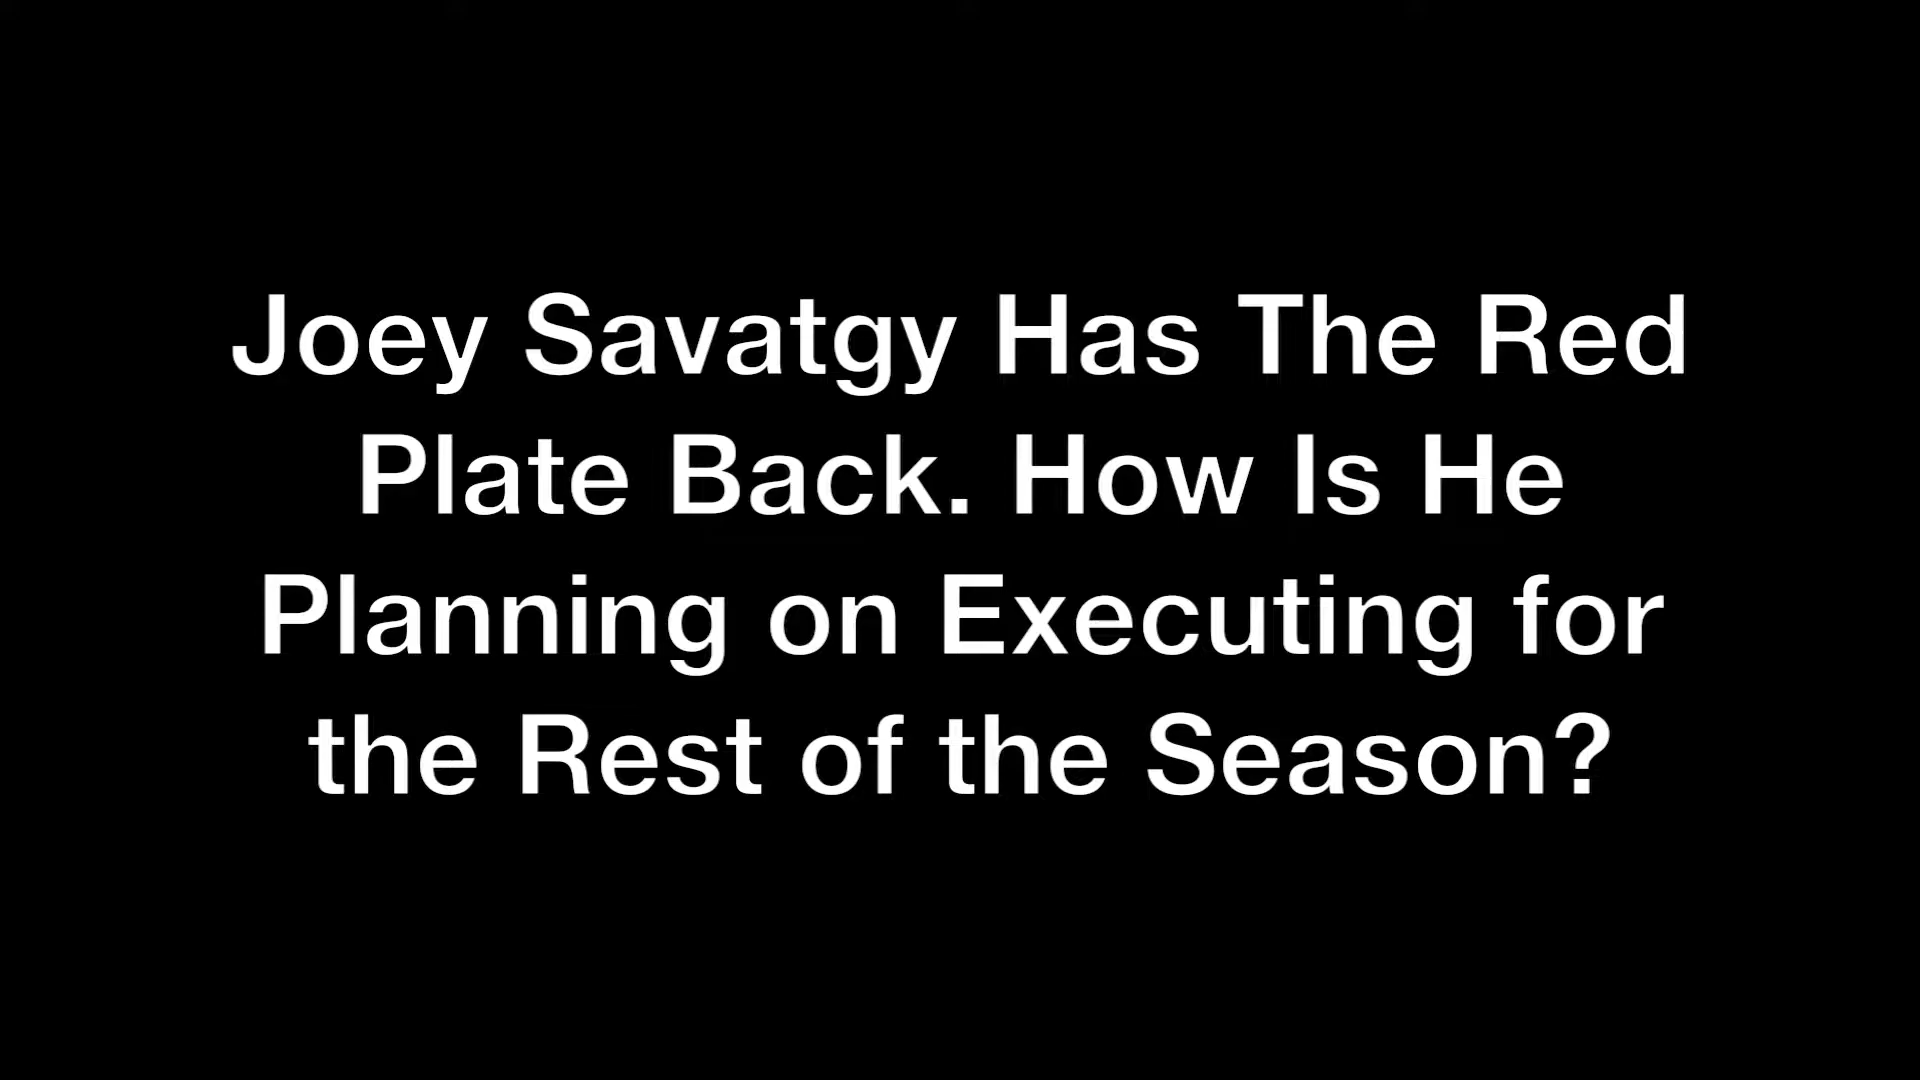 Joey Savatgy Has The Red
Plate Back. How Is He
Planning on Executing for
the Rest of the Season?